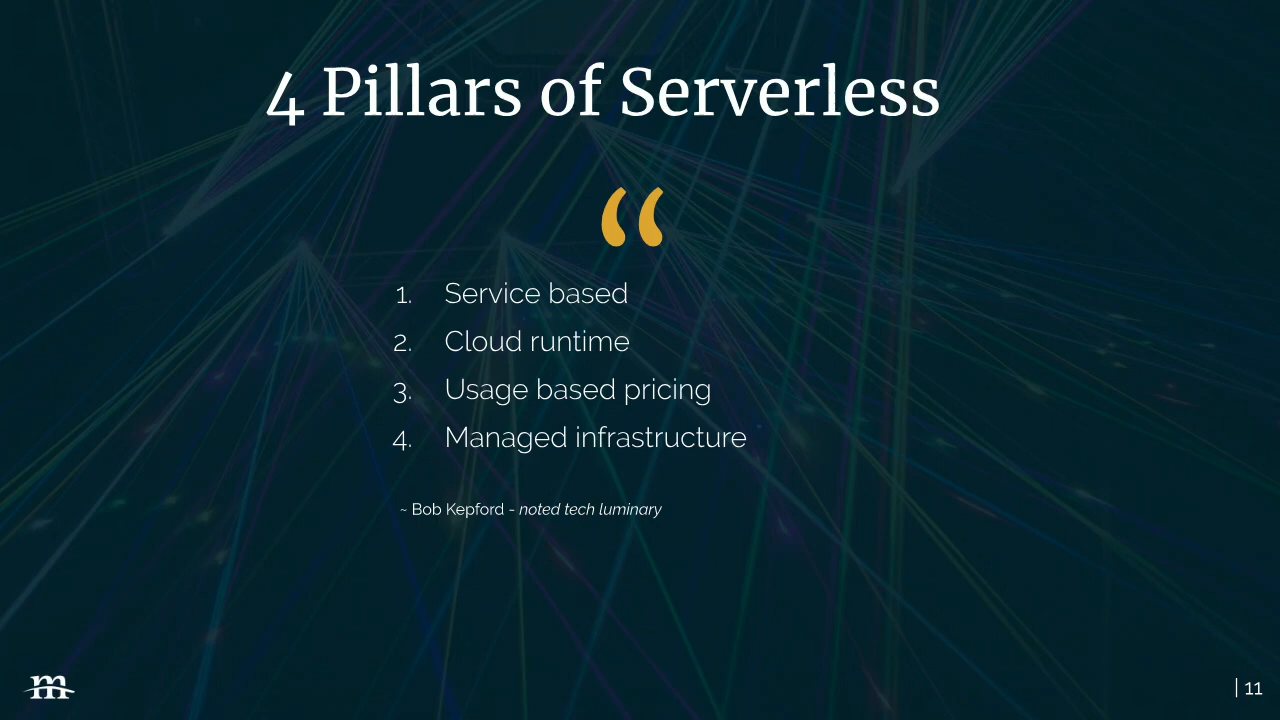 4 Pillars of Serverless
“
1. Service based
2. Cloud runtime
3. Usage based pricing
4. Managed infrastructure
~ Bob Kepford - noted tech luminary
m
| 11